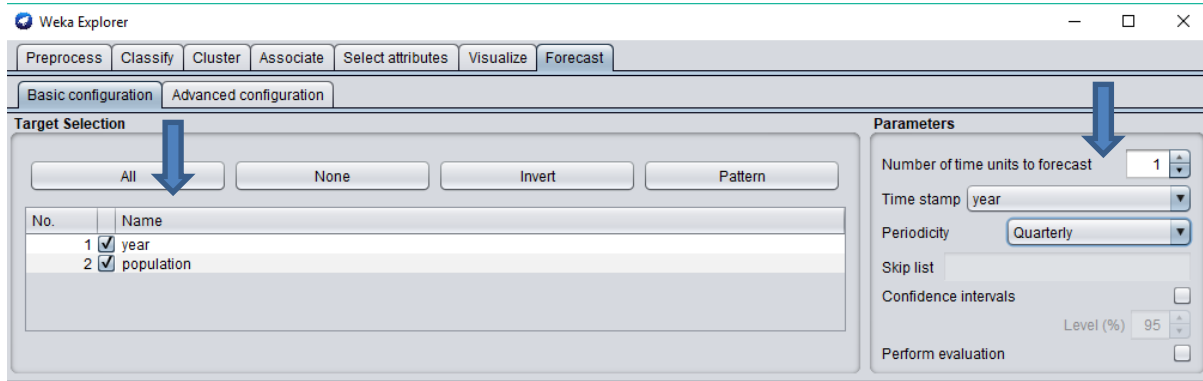 Weka Explorer
Preprocess Classify Cluster Associate Select attributes Visualize Forecast
Basic configuration Advanced configuration
Target Selection
All None Invert Pattern
No. Name
1 year
2 population
Parameters
Number of time units to forecast 1
Time stamp year
Periodicity Quarterly
Skip list
Confidence intervals
Level (%) 95
Perform evaluation